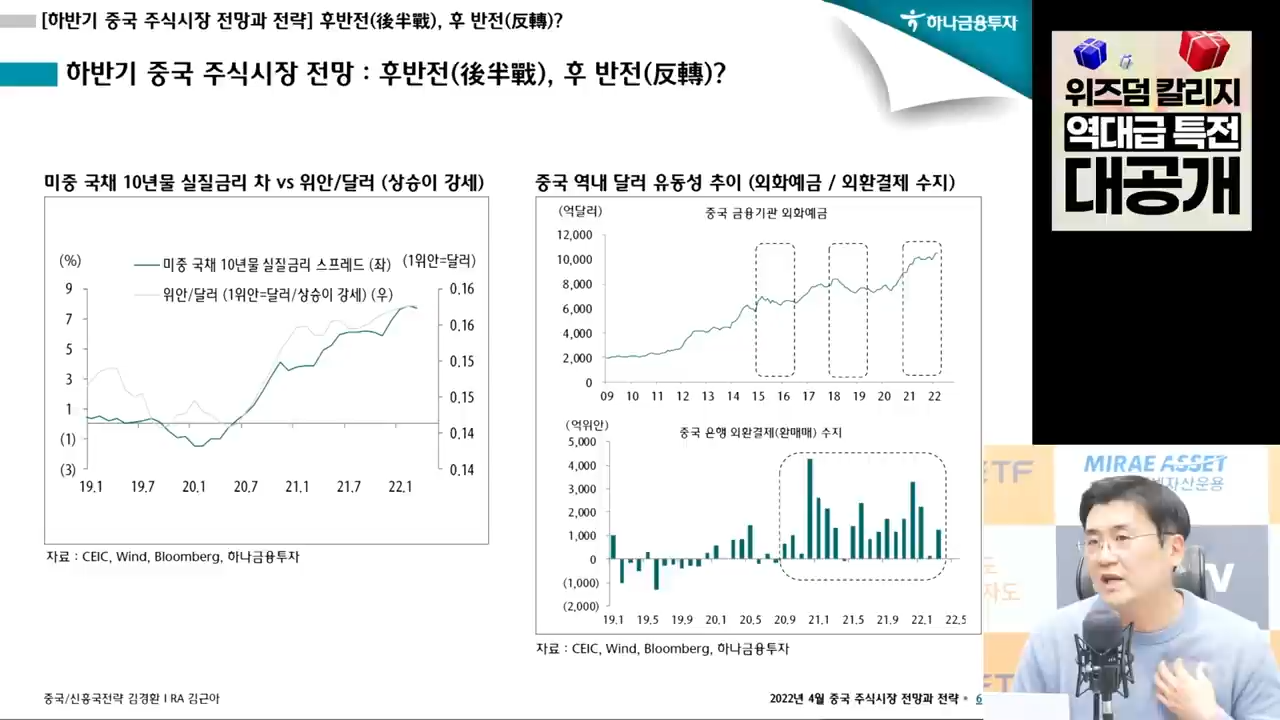 [하반기 중국 주식시장 전망과 전략] 후반전(後半戰), 후 반전(反轉)?
하나금융투자
하반기 중국 주식시장 전망 : 후반전(後半戰), 후 반전(反轉)?
위즈덤 칼리지
역대급 특전
대공개
미중 국채 10년물 실질금리 차 vs 위안/달러 (상승이 강세)
(%)
미중 국채 10년물 실질금리 스프레드 (좌)
(1위안=달러)
위안/달러 (1위안=달러/상승이 강세) (우)
9
7
5
3
1
(1)
(3)
0.16
0.16
0.15
0.15
0.14
0.14
19.1 19.7 20.1 20.7 21.1 21.7 22.1
자료 : CEIC, Wind, Bloomberg, 하나금융투자
중국 역내 달러 유동성 추이 (외화예금 / 외환결제 수지)
(억달러)
중국 금융기관 외화예금
12,000
10,000
8,000
6,000
4,000
2,000
0
09 10 11 12 13 14 15 16 17 18 19 20 21 22
(억위안)
중국 은행 외환결제(환매매) 수지
5,000
4,000
3,000
2,000
1,000
0
(1,000)
(2,000)
19.1 19.5 19.9 20.1 20.5 20.9 21.1 21.5 21.9 22.1 22.5
자료 : CEIC, Wind, Bloomberg, 하나금융투자
중국/신흥국전략 김경환 I RA 김근아
2022년 4월 중국 주식시장 전망과 전략 • 6
ETF
MIRAE ASSET
자산운용
도
자도
V
ETF